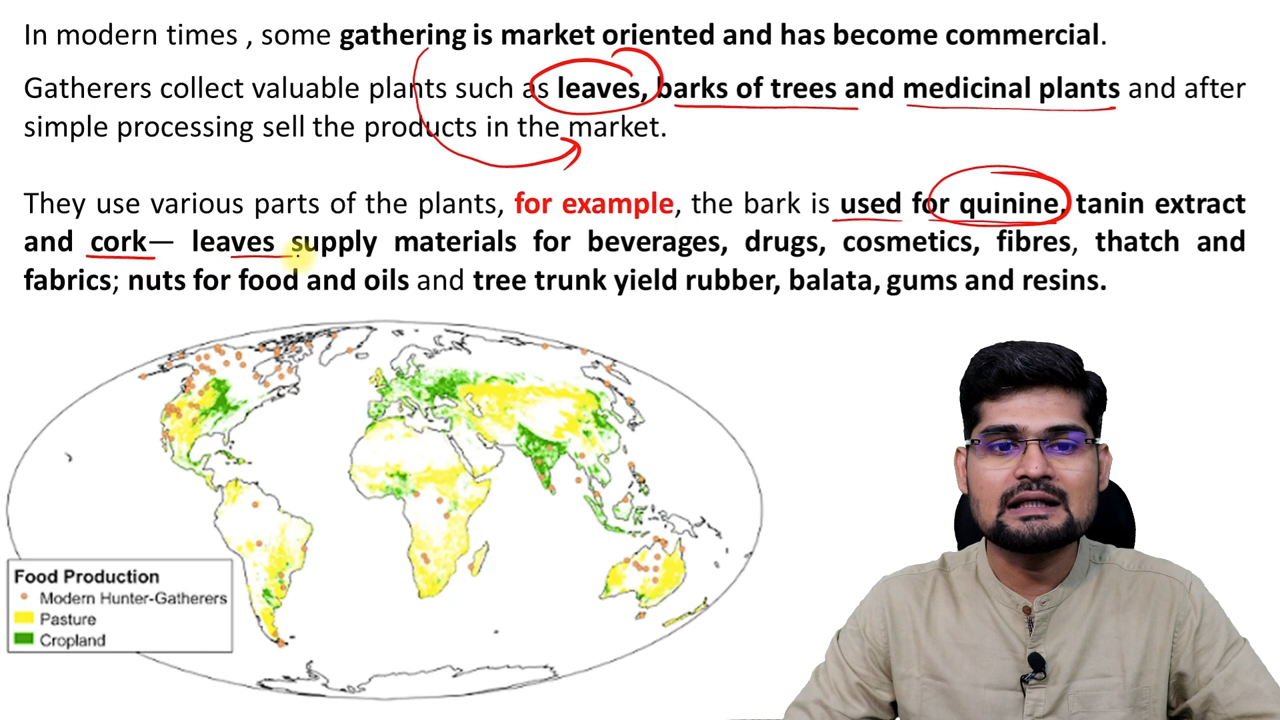 In modern times , some gathering is market oriented and has become commercial.
Gatherers collect valuable plants such as leaves, barks of trees and medicinal plants and after
simple processing sell the products in the market.
They use various parts of the plants, for example, the bark is used for quinine, tanin extract
and cork— leaves supply materials for beverages, drugs, cosmetics, fibres, thatch and
fabrics; nuts for food and oils and tree trunk yield rubber, balata, gums and resins.
Food Production
Modern Hunter-Gatherers
Pasture
Cropland